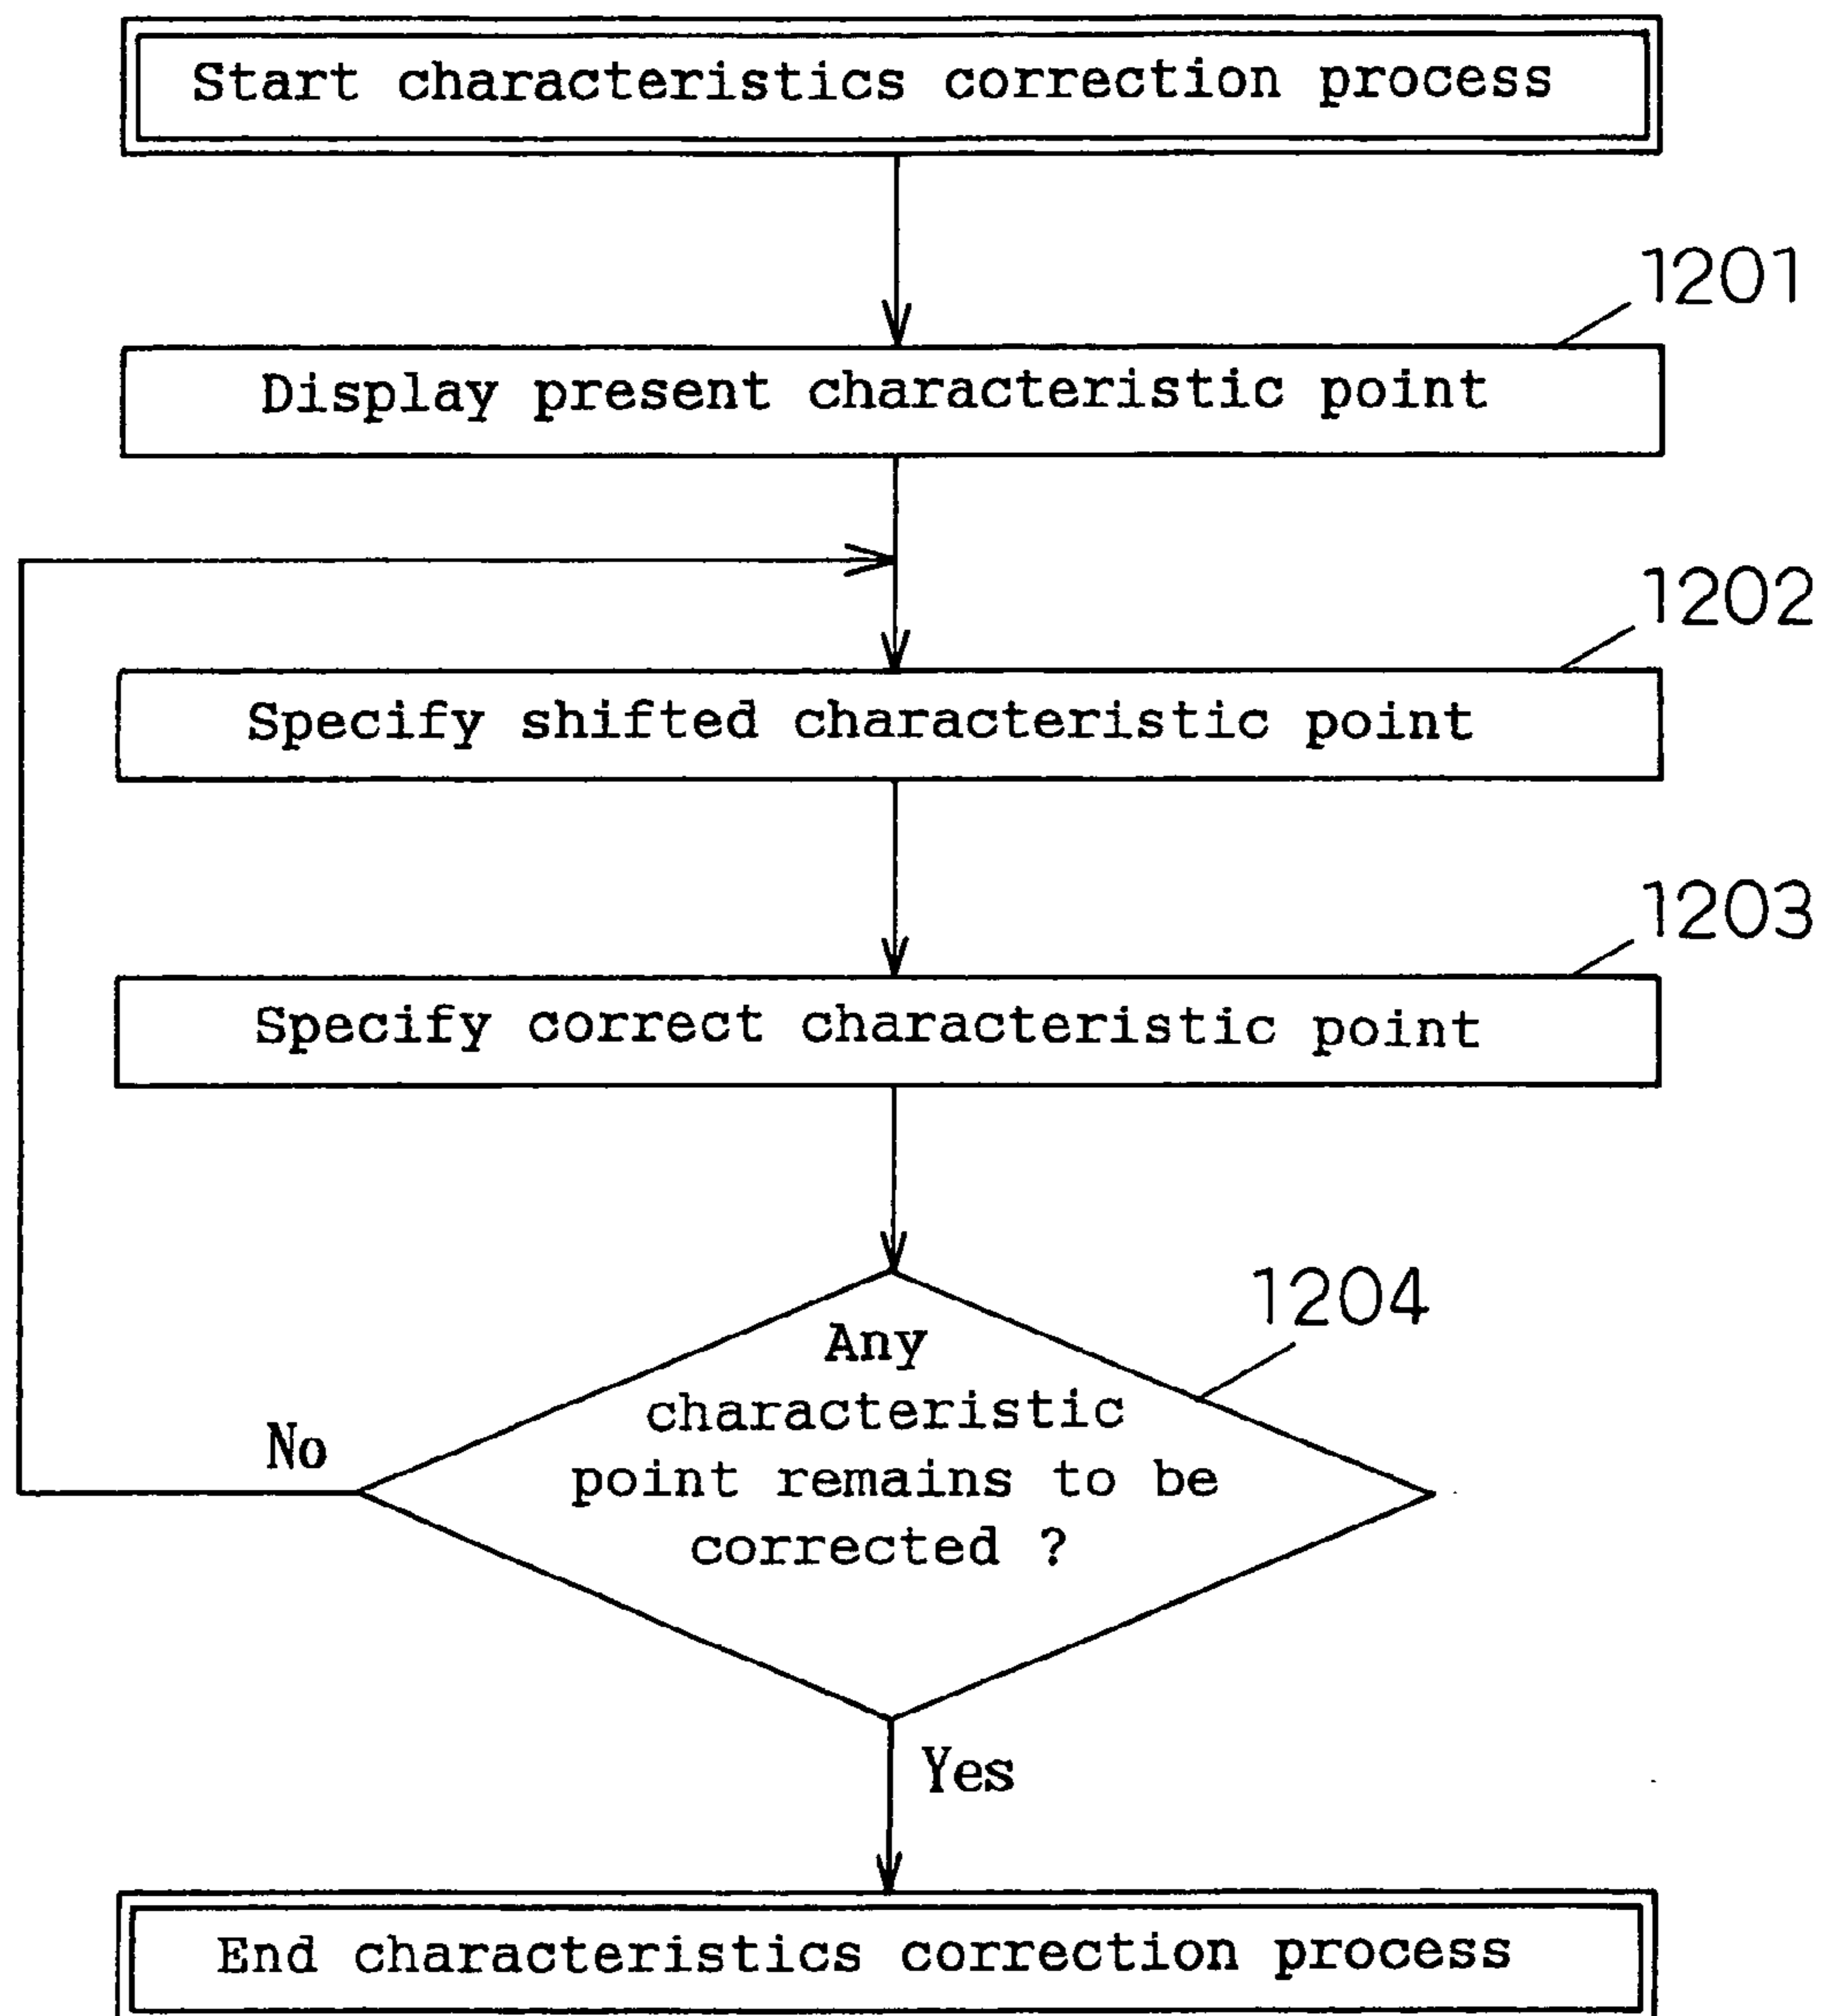 Start characteristics correction process
1201
Display present characteristic point
1202
Specify shifted characteristic point
1203
Specify correct characteristic point
1204
Any
characteristic
point remains to be
corrected ?
No
Yes
End characteristics correction process